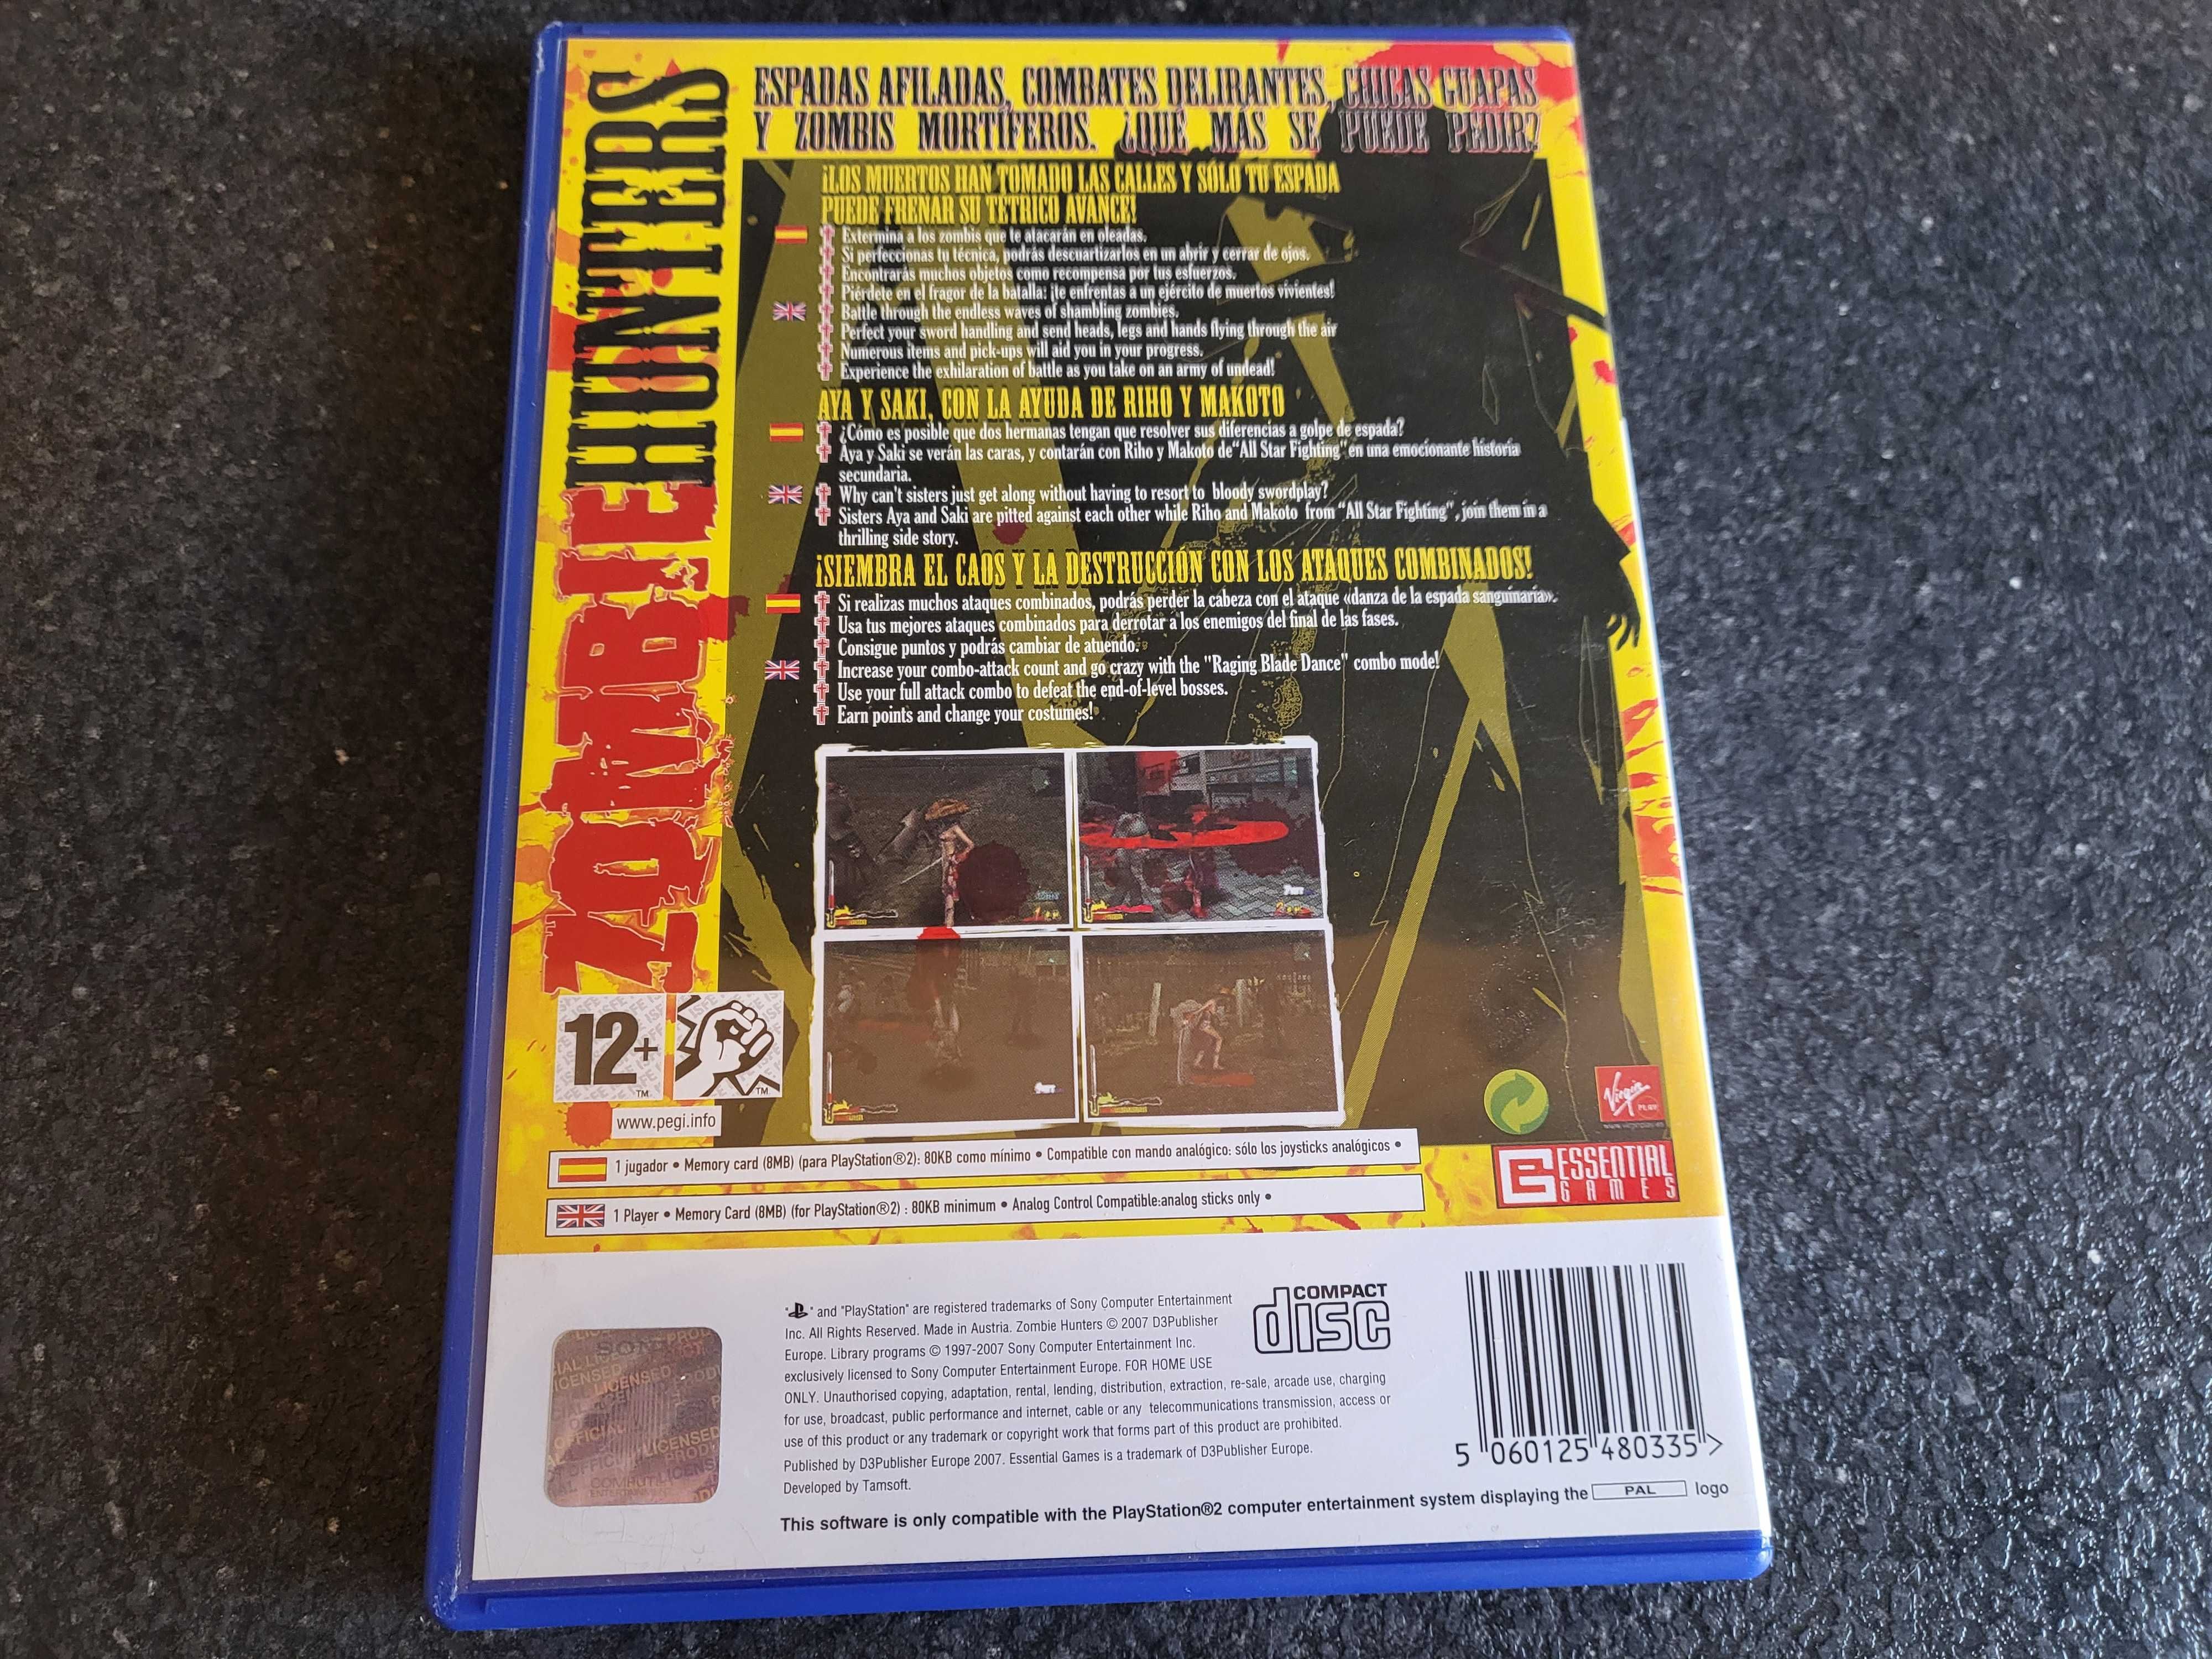 ZOMBIE HUNTERS
ESPADAS AFILADAS, COMBATES DELIRANTES, CHICAS GUAPAS
Y ZOMBIS MORTÍFEROS. ¿QUÉ MÁS SE PUEDE PEDIR?
¡LOS MUERTOS HAN TOMADO LAS CALLES Y SÓLO TU ESPADA
PUEDE FRENAR SU TÉTRICO AVANCE!
Extermina a los zombis que te atacarán en oleadas.
Si perfeccionas tu técnica, podrás descuartizarlos en un abrir y cerrar de ojos.
Encontrarás muchos objetos como recompensa por tus esfuerzos.
Piérdete en el fragor de la batalla: ¡te enfrentas a un ejército de muertos vivientes!
Battle through the endless waves of shambling zombies.
Perfect your sword handling and send heads, legs and hands flying through the air
Numerous items and pick-ups will aid you in your progress.
Experience the exhilaration of battle as you take on an army of undead!
AYA Y SAKI, CON LA AYUDA DE RIHO Y MAKOTO
¿Cómo es posible que dos hermanas tengan que resolver sus diferencias a golpe de espada?
Aya y Saki se verán las caras, y contarán con Riho y Makoto de "All Star Fighting" en una emocionante historia
secundaria.
Why can't sisters just get along without having to resort to bloody swordplay?
Sisters Aya and Saki are pitted against each other while Riho and Makoto from "All Star Fighting", join them in a
thrilling side story.
¡SIEMBRA EL CAOS Y LA DESTRUCCIÓN CON LOS ATAQUES COMBINADOS!
Si realizas muchos ataques combinados, podrás perder la cabeza con el ataque «danza de la espada sanguinaria».
Usa tus mejores ataques combinados para derrotar a los enemigos del final de las fases.
Consigue puntos y podrás cambiar de atuendo.
Increase your combo-attack count and go crazy with the "Raging Blade Dance" combo mode!
Use your full attack combo to defeat the end-of-level bosses.
Earn points and change your costumes!
12+ ™ ™
www.pegi.info
Virgin PLAY
1 jugador • Memory card (8MB) (para PlayStation®2): 80KB como mínimo • Compatible con mando analógico: sólo los joysticks analógicos •
1 Player • Memory Card (8MB) (for PlayStation®2) : 80KB minimum • Analog Control Compatible:analog sticks only •
ESSENTIAL
GAMES
" " and "PlayStation" are registered trademarks of Sony Computer Entertainment
Inc. All Rights Reserved. Made in Austria. Zombie Hunters © 2007 D3Publisher
Europe. Library programs © 1997-2007 Sony Computer Entertainment Inc.
exclusively licensed to Sony Computer Entertainment Europe. FOR HOME USE
ONLY. Unauthorised copying, adaptation, rental, lending, distribution, extraction, re-sale, arcade use, charging
for use, broadcast, public performance and internet, cable or any telecommunications transmission, access or
use of this product or any trademark or copyright work that forms part of this product are prohibited.
Published by D3Publisher Europe 2007. Essential Games is a trademark of D3Publisher Europe.
Developed by Tamsoft.
COMPACT
disc
5 060125 480335 >
This software is only compatible with the PlayStation®2 computer entertainment system displaying the PAL logo
SONY
LICENSED
OFFICIAL
LICENSED